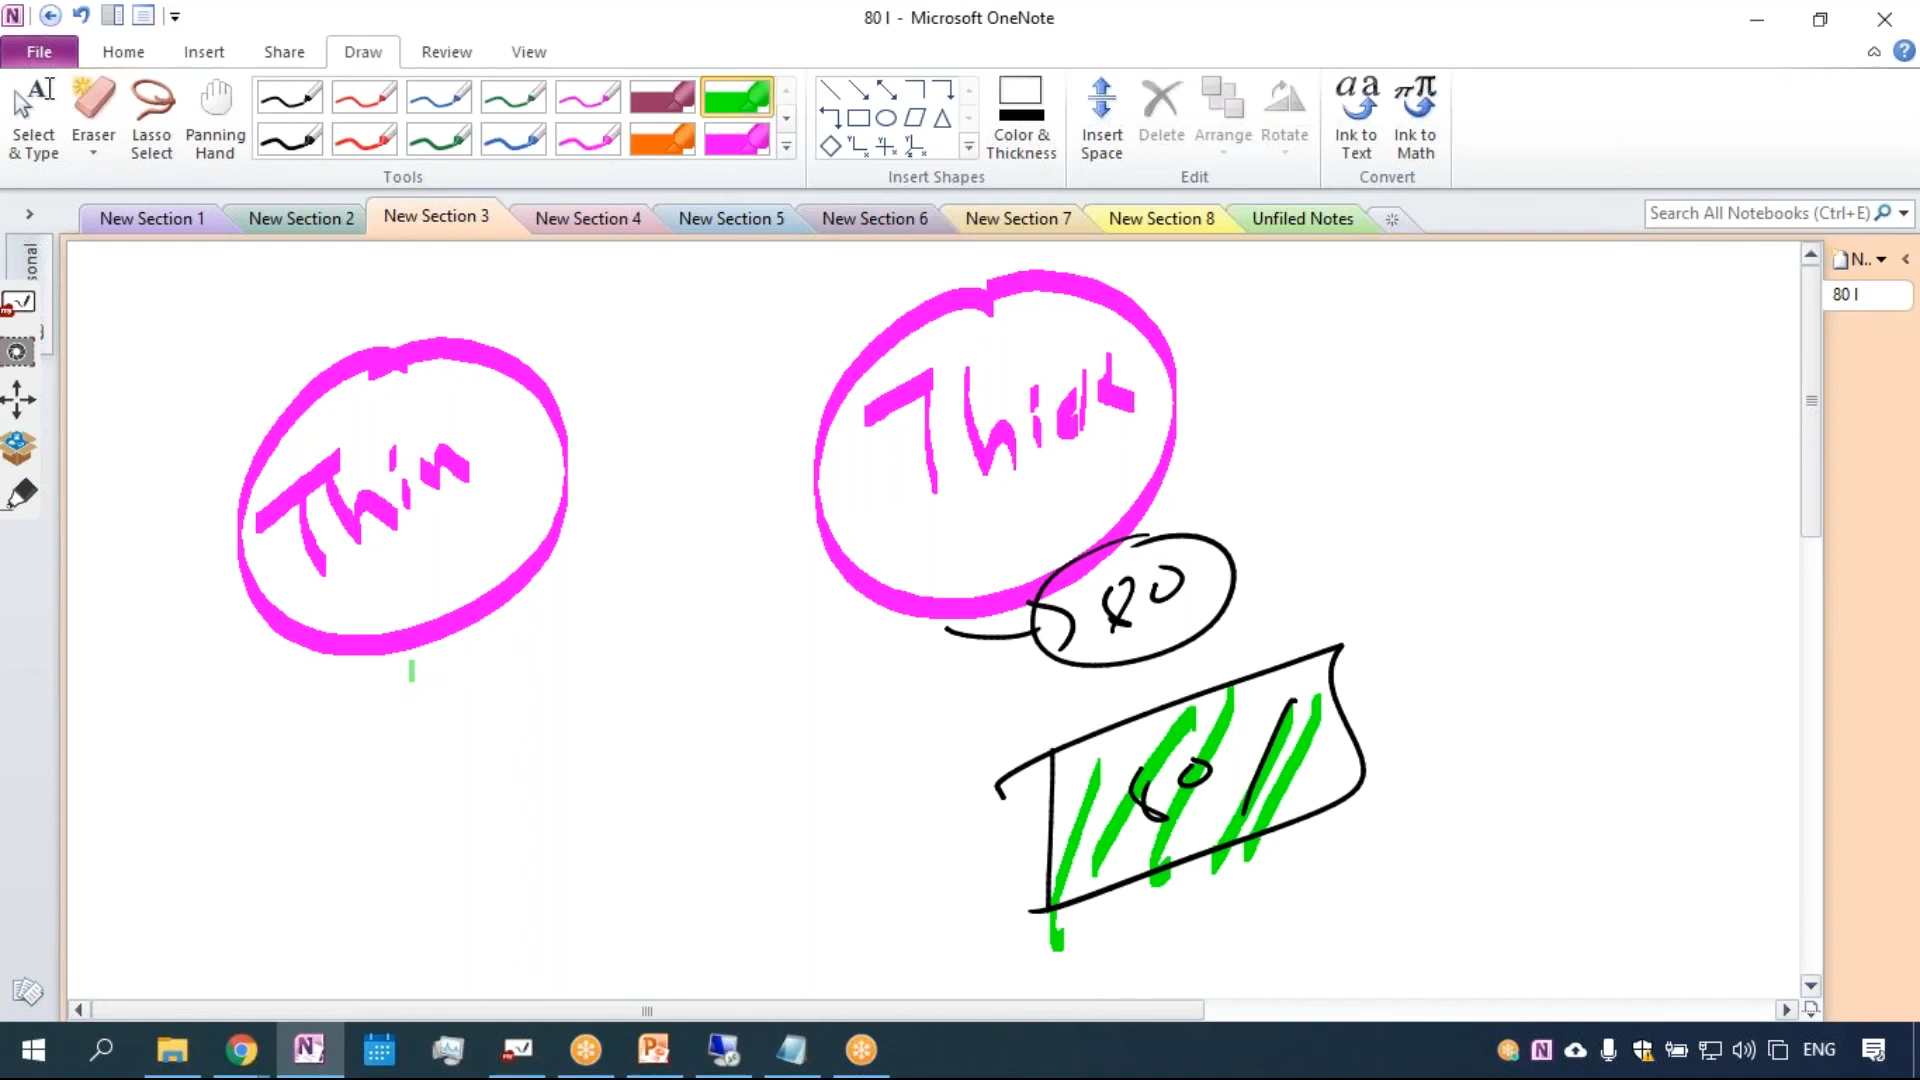 80 I - Microsoft OneNote
File Home Insert Share Draw Review View
Select & Type
Eraser
Lasso Select
Panning Hand
Color & Thickness
Insert Space
Delete
Arrange
Rotate
Ink to Text
Ink to Math
Tools
Insert Shapes
Edit
Convert
New Section 1
New Section 2
New Section 3
New Section 4
New Section 5
New Section 6
New Section 7
New Section 8
Unfiled Notes
Search All Notebooks (Ctrl+E)
sonal
N..
80 I
Thin
Thick
80
ENG